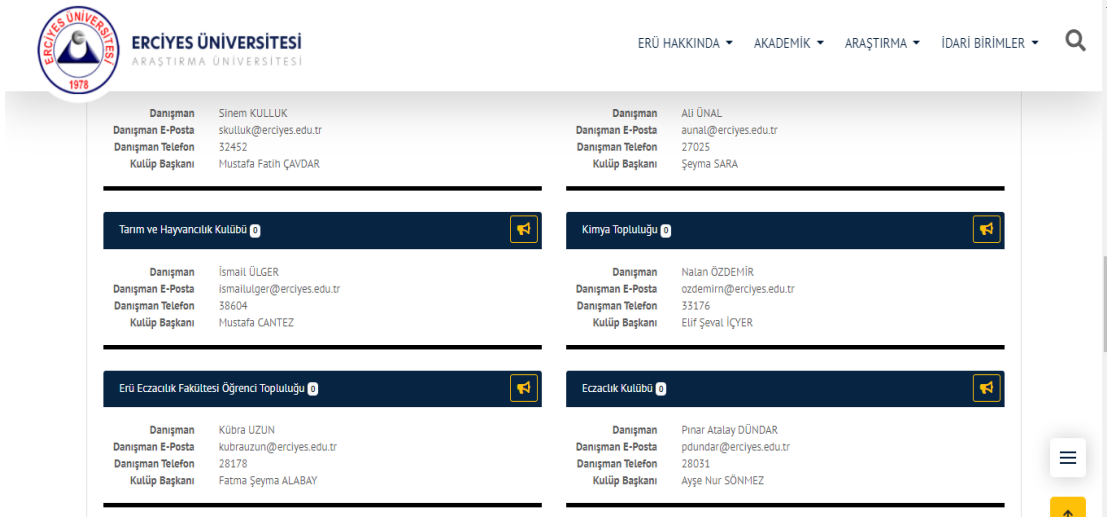 ERCİYES ÜNİVERSİTESİ
1978
ERCİYES ÜNİVERSİTESİ
ARAŞTIRMA ÜNİVERSİTESİ
ERÜ HAKKINDA AKADEMİK ARAŞTIRMA İDARİ BİRİMLER
Danışman Sinem KULLUK
Danışman E-Posta skulluk@erciyes.edu.tr
Danışman Telefon 32452
Kulüp Başkanı Mustafa Fatih ÇAVDAR
Danışman Ali ÜNAL
Danışman E-Posta aunal@erciyes.edu.tr
Danışman Telefon 27025
Kulüp Başkanı Şeyma SARA
Tarım ve Hayvancılık Kulübü 0
Danışman İsmail ÜLGER
Danışman E-Posta ismailulger@erciyes.edu.tr
Danışman Telefon 38604
Kulüp Başkanı Mustafa CANTEZ
Kimya Topluluğu 0
Danışman Nalan ÖZDEMİR
Danışman E-Posta ozdemirn@erciyes.edu.tr
Danışman Telefon 33176
Kulüp Başkanı Elif Şeval İÇYER
Erü Eczacılık Fakültesi Öğrenci Topluluğu 0
Danışman Kübra UZUN
Danışman E-Posta kubrauzun@erciyes.edu.tr
Danışman Telefon 28178
Kulüp Başkanı Fatma Şeyma ALABAY
Eczaclık Kulübü 0
Danışman Pınar Atalay DÜNDAR
Danışman E-Posta pdundar@erciyes.edu.tr
Danışman Telefon 28031
Kulüp Başkanı Ayşe Nur SÖNMEZ